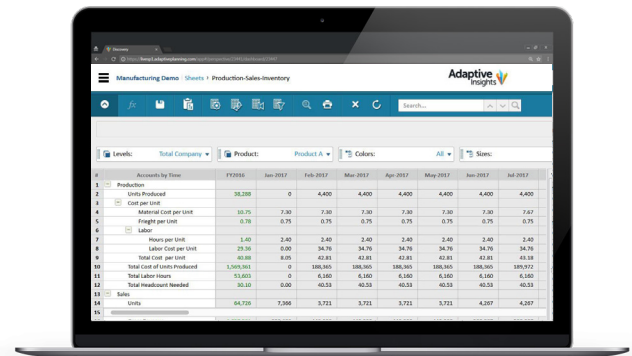 Discovery
https://livevip3.adaptiveplanning.com
Manufacturing Demo Sheets › Production-Sales-Inventory
Adaptive
Insights
fx Search...
Levels: Total Company Product: Product A Colors: All Sizes:
# Accounts by Time FY2016 Jan-2017 Feb-2017 Mar-2017 Apr-2017 May-2017 Jun-2017 Jul-2017
1 Production
2 Units Produced 38,288 0 4,400 4,400 4,400 4,400 4,400 4,400
3 Cost per Unit
4 Material Cost per Unit 10.75 7.30 7.30 7.30 7.30 7.30 7.30 7.67
5 Frieght per Unit 0.78 0.75 0.75 0.75 0.75 0.75 0.75 0.75
6 Labor
7 Hours per Unit 1.40 2.40 2.40 2.40 2.40 2.40 2.40 2.40
8 Labor Cost per Unit 29.36 0.00 34.76 34.76 34.76 34.76 34.76 34.76
9 Total Cost per Unit 40.88 8.05 42.81 42.81 42.81 42.81 42.81 43.18
10 Total Cost of Units Produced 1,569,361 0 188,365 188,365 188,365 188,365 188,365 189,972
11 Total Labor Hours 53,603 0 6,160 6,160 6,160 6,160 6,160 6,160
12 Total Headcount Needed 30.10 0.00 40.53 40.53 40.53 40.53 40.53 40.53
13 Sales
14 Units 64,726 7,366 3,721 3,721 3,721 3,721 4,267 4,267
15